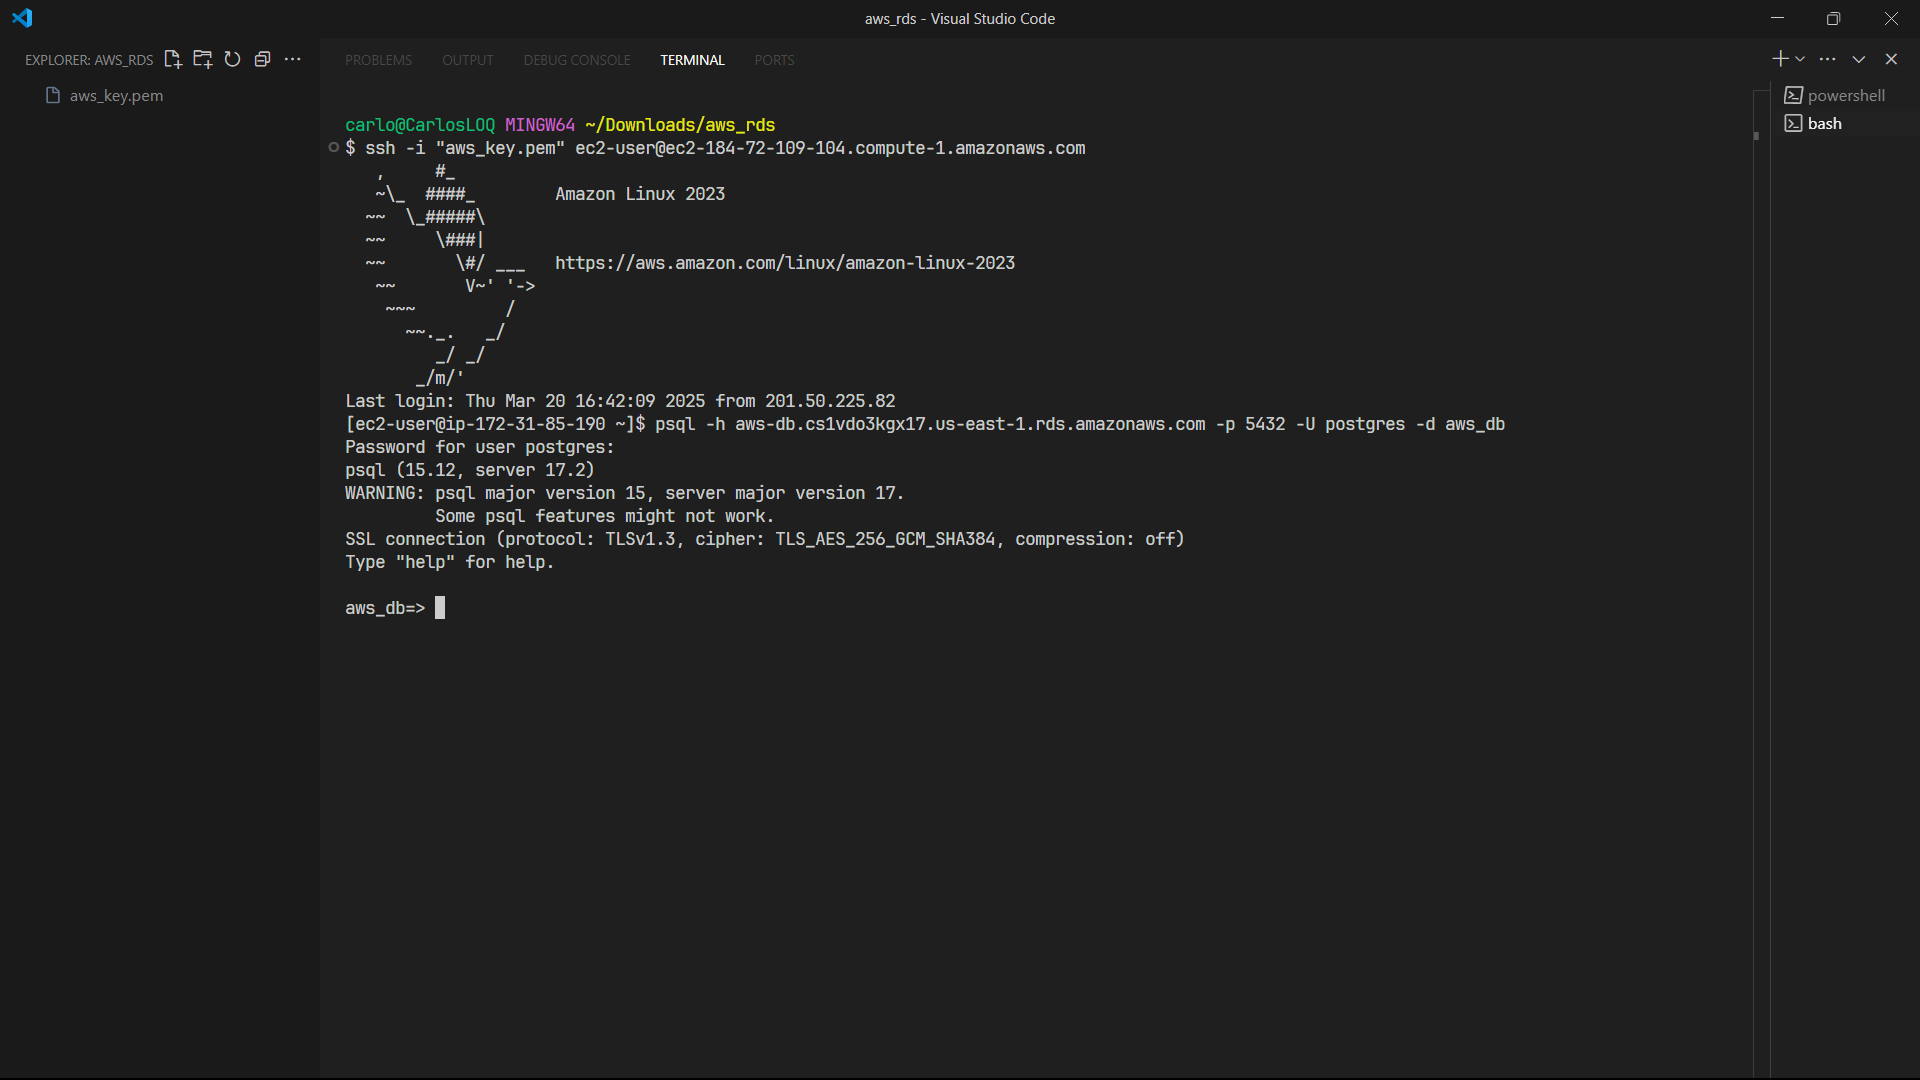 aws_rds - Visual Studio Code
EXPLORER: AWS_RDS
aws_key.pem
PROBLEMS OUTPUT DEBUG CONSOLE TERMINAL PORTS
powershell
bash
carlo@CarlosLOQ MINGW64 ~/Downloads/aws_rds
$ ssh -i "aws_key.pem" ec2-user@ec2-184-72-109-104.compute-1.amazonaws.com
   ,     #_
   ~\_  ####_        Amazon Linux 2023
  ~~  \_#####\
  ~~     \###|
  ~~       \#/ ___   https://aws.amazon.com/linux/amazon-linux-2023
   ~~       V~' '->
    ~~~         /
      ~~._.   _/
         _/ _/
       _/m/'
Last login: Thu Mar 20 16:42:09 2025 from 201.50.225.82
[ec2-user@ip-172-31-85-190 ~]$ psql -h aws-db.cs1vdo3kgx17.us-east-1.rds.amazonaws.com -p 5432 -U postgres -d aws_db
Password for user postgres:
psql (15.12, server 17.2)
WARNING: psql major version 15, server major version 17.
         Some psql features might not work.
SSL connection (protocol: TLSv1.3, cipher: TLS_AES_256_GCM_SHA384, compression: off)
Type "help" for help.
aws_db=>